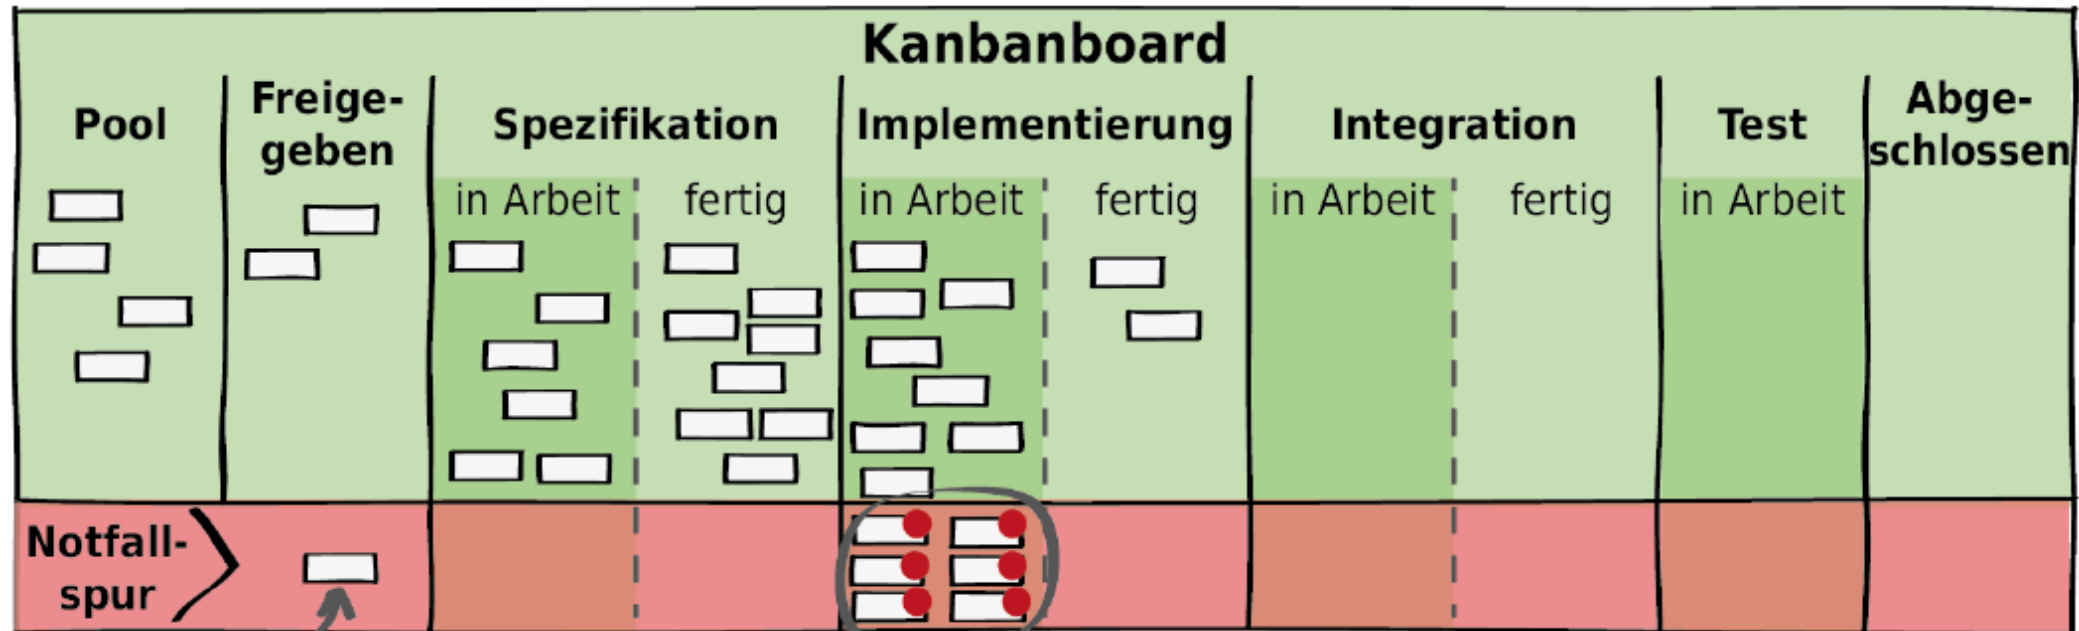 Kanbanboard
Pool
Freige-
geben
Spezifikation
Implementierung
Integration
Test
Abge-
schlossen
in Arbeit
fertig
in Arbeit
fertig
in Arbeit
fertig
in Arbeit
Notfall-
spur